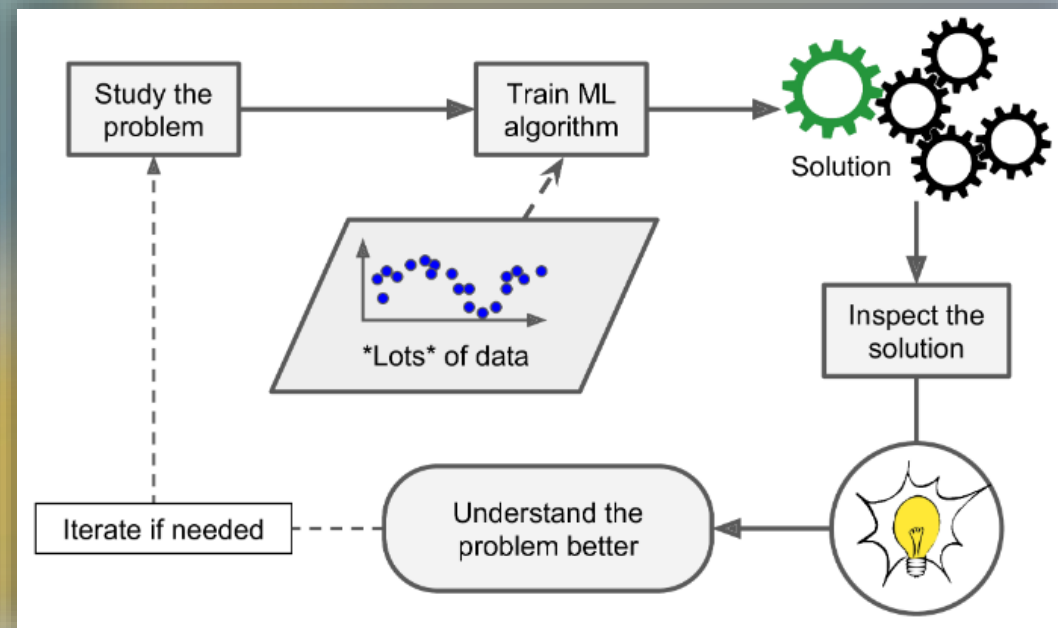 Study the
problem
Train ML
algorithm
Solution
*Lots* of data
Inspect the
solution
Understand the
problem better
Iterate if needed